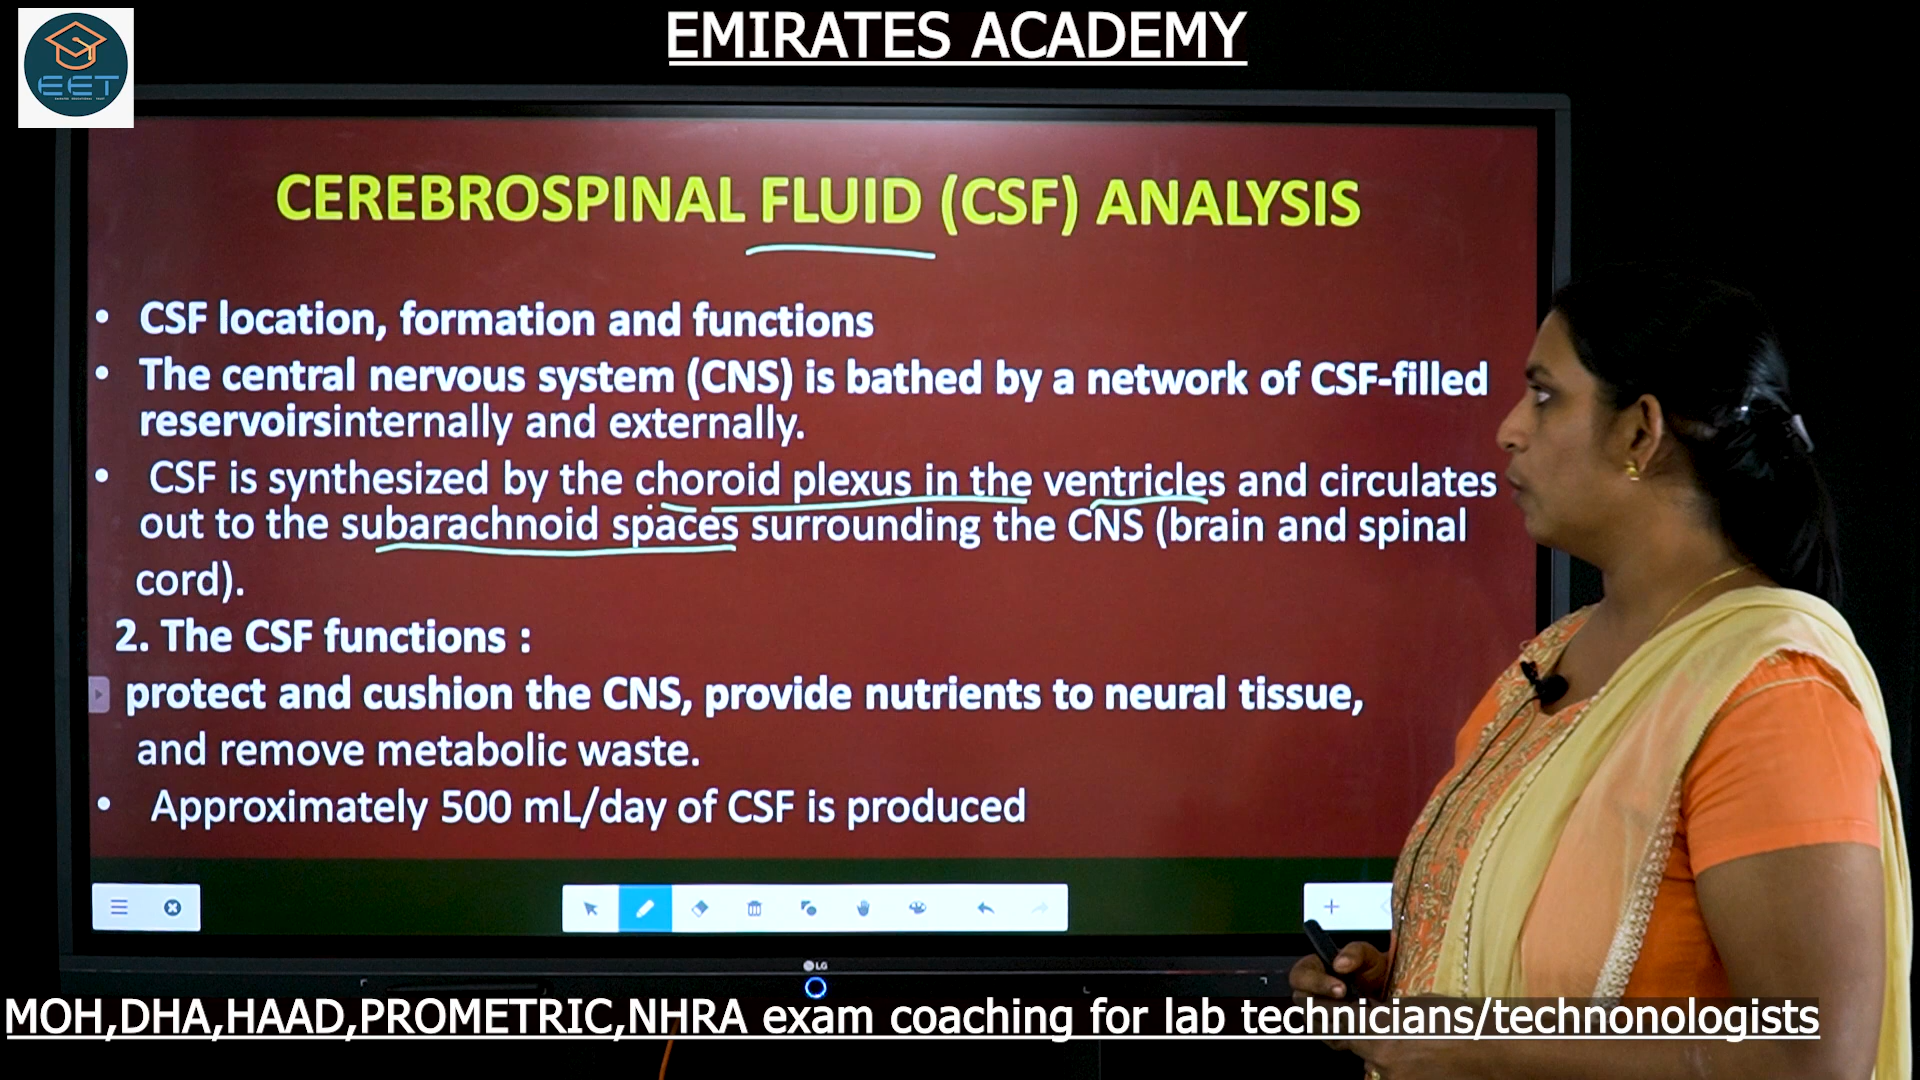 EMIRATES ACADEMY
EET
CEREBROSPINAL FLUID (CSF) ANALYSIS
• CSF location, formation and functions
• The central nervous system (CNS) is bathed by a network of CSF-filled
reservoirsinternally and externally.
• CSF is synthesized by the choroid plexus in the ventricles and circulates
out to the subarachnoid spaces surrounding the CNS (brain and spinal
cord).
2. The CSF functions :
protect and cushion the CNS, provide nutrients to neural tissue,
and remove metabolic waste.
• Approximately 500 mL/day of CSF is produced
LG
MOH,DHA,HAAD,PROMETRIC,NHRA exam coaching for lab technicians/technonologists